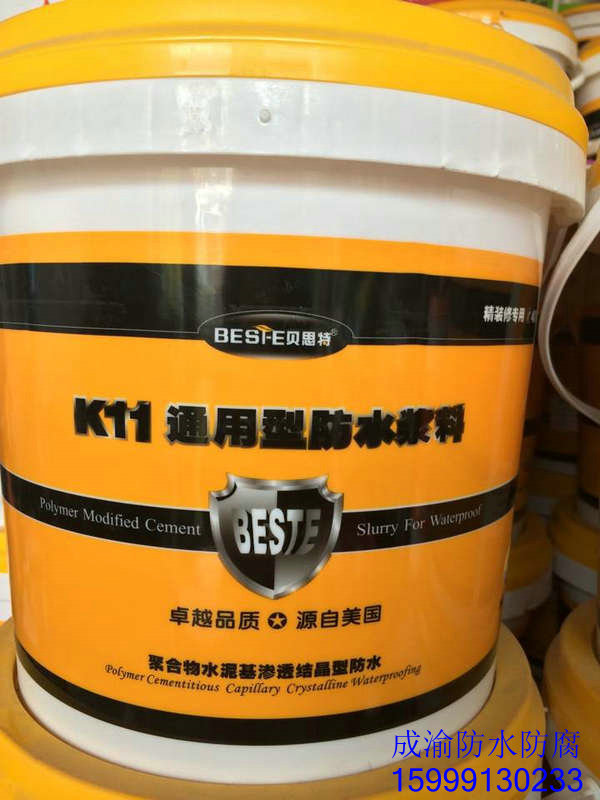 BESTE贝思特®
精装修专用
K11 通用型防水浆料
Polymer Modified Cement
BESTE
Slurry For Waterproof
卓越品质 ✪ 源自美国
聚合物水泥基渗透结晶型防水
Polymer Cementitious Capillary Crystalline Waterproofing
成渝防水防腐
15999130233